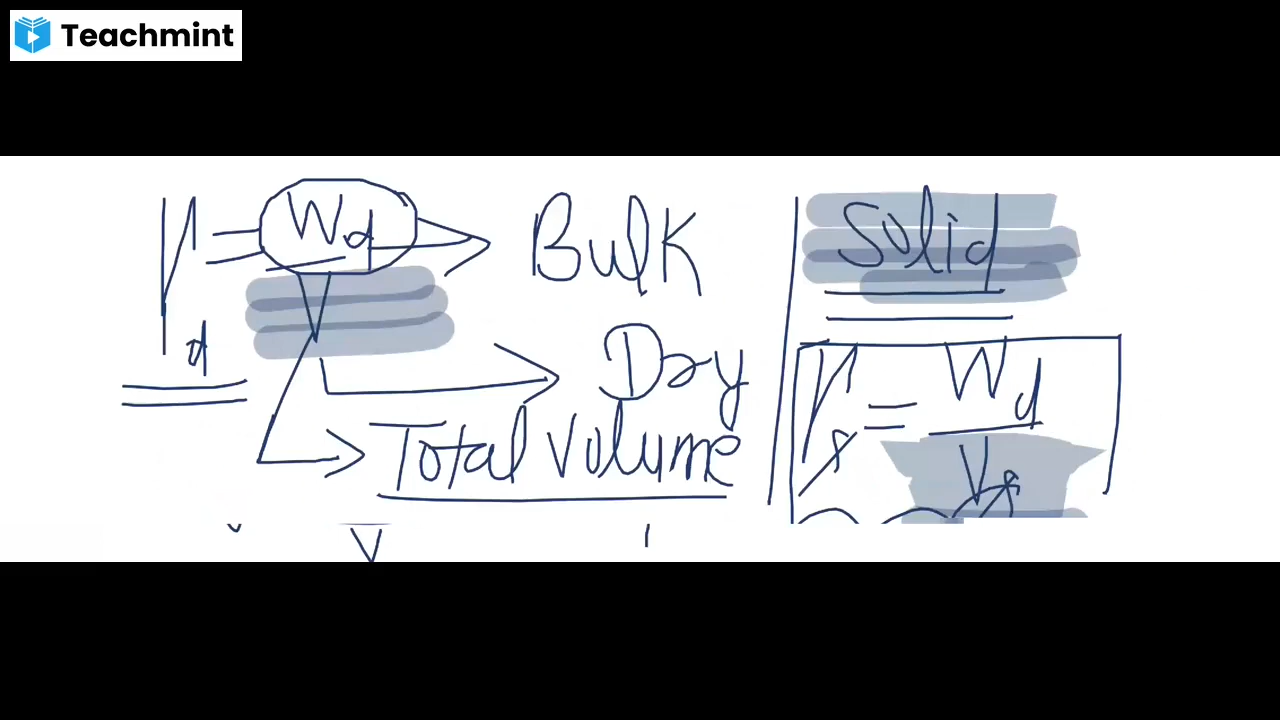 Teachmint
γd = Wd / V → Bulk
→ Dry
→ Total Volume
Solid
γs = Wd / Vs